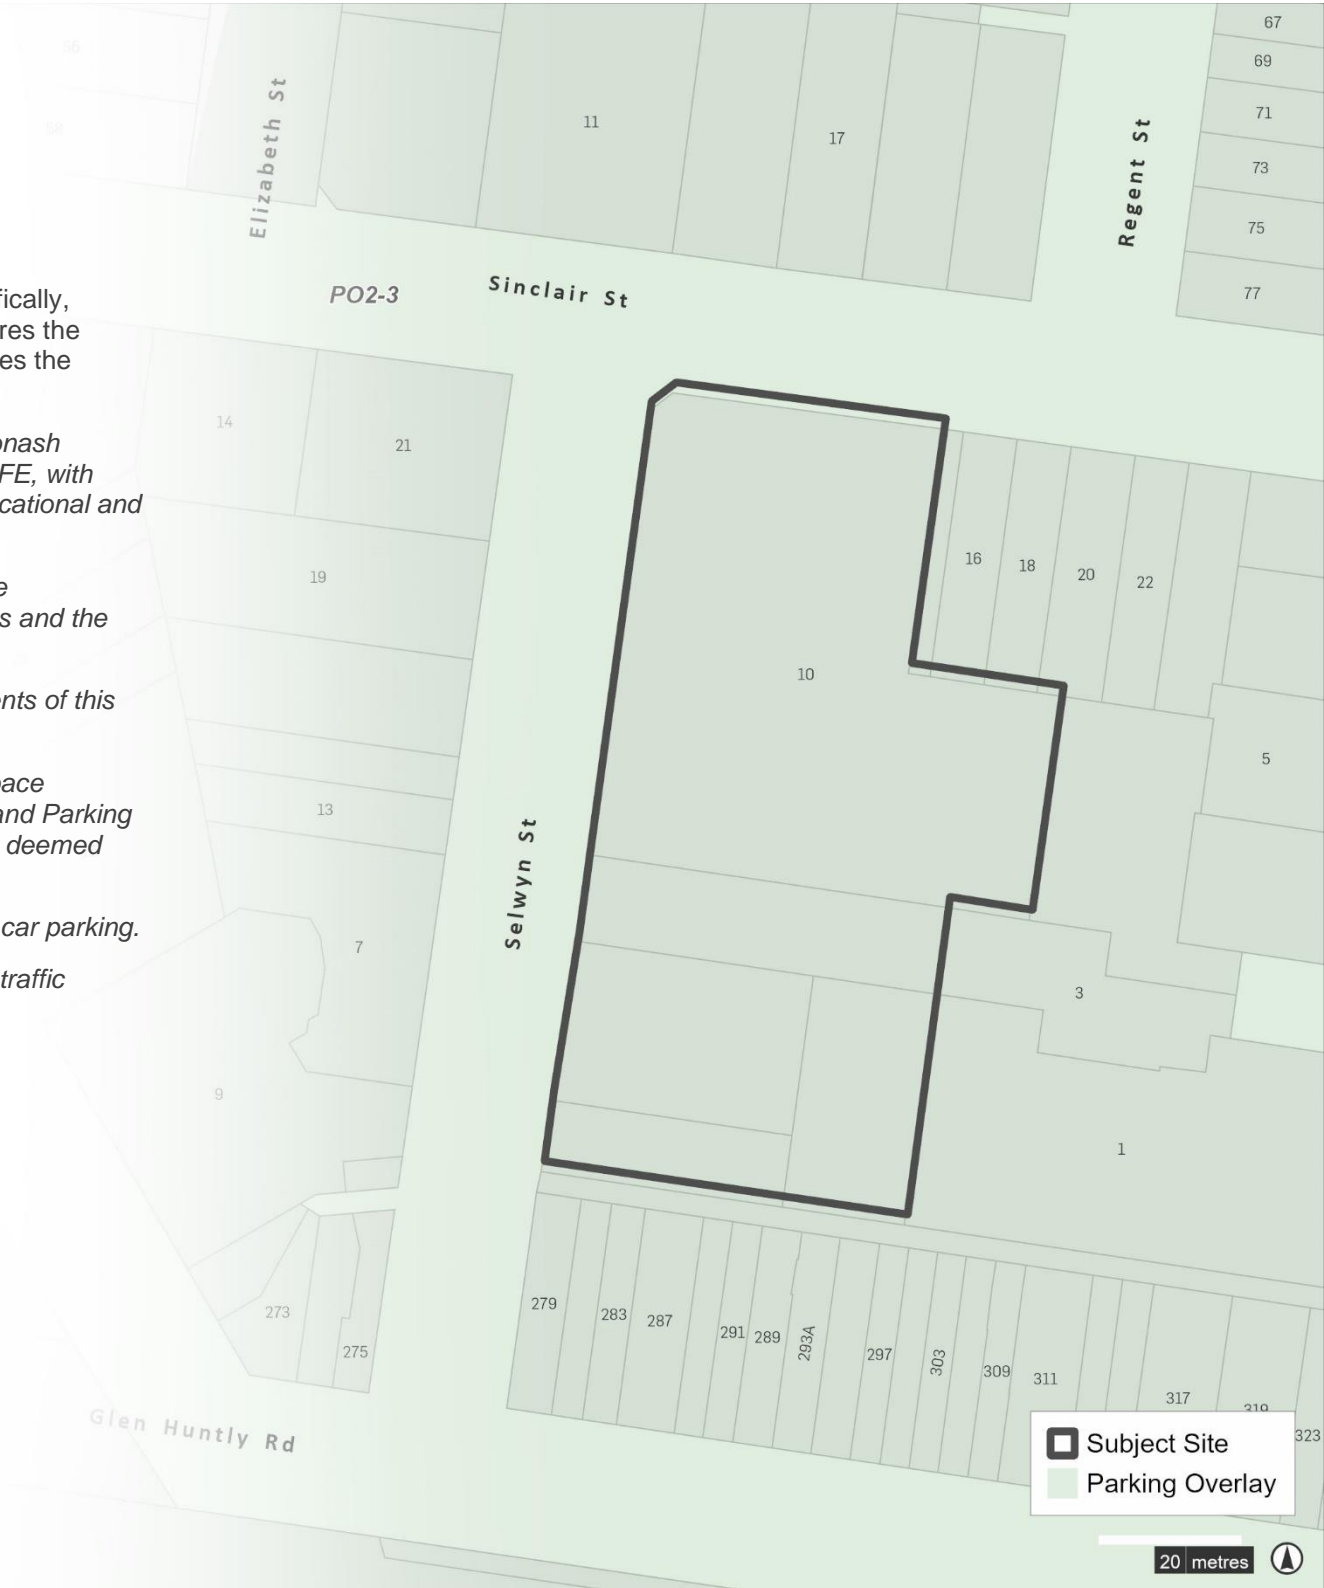 fically,
res the
es the
onash
FE, with
cational and
e
s and the
nts of this
pace
and Parking
deemed
car parking.
traffic
56
58
Elizabeth St
11
17
Regent St
67
69
71
73
75
77
PO2-3
Sinclair St
14
21
19
13
7
9
273
275
10
16
18
20
22
5
3
1
Selwyn St
279
283
287
291
289
293A
297
303
309
311
317
319
323
Glen Huntly Rd
Subject Site
Parking Overlay
20 metres